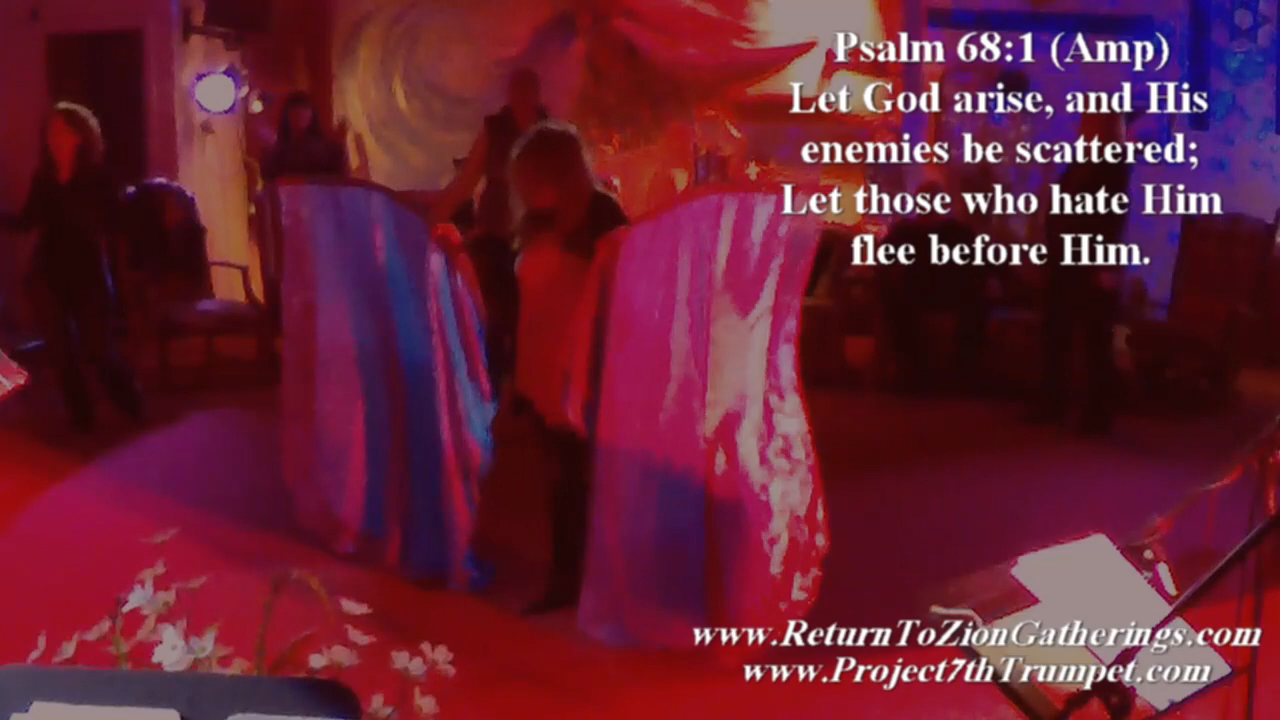 Psalm 68:1 (Amp)
Let God arise, and His
enemies be scattered;
Let those who hate Him
flee before Him.
www.ReturnToZionGatherings.com
www.Project7thTrumpet.com